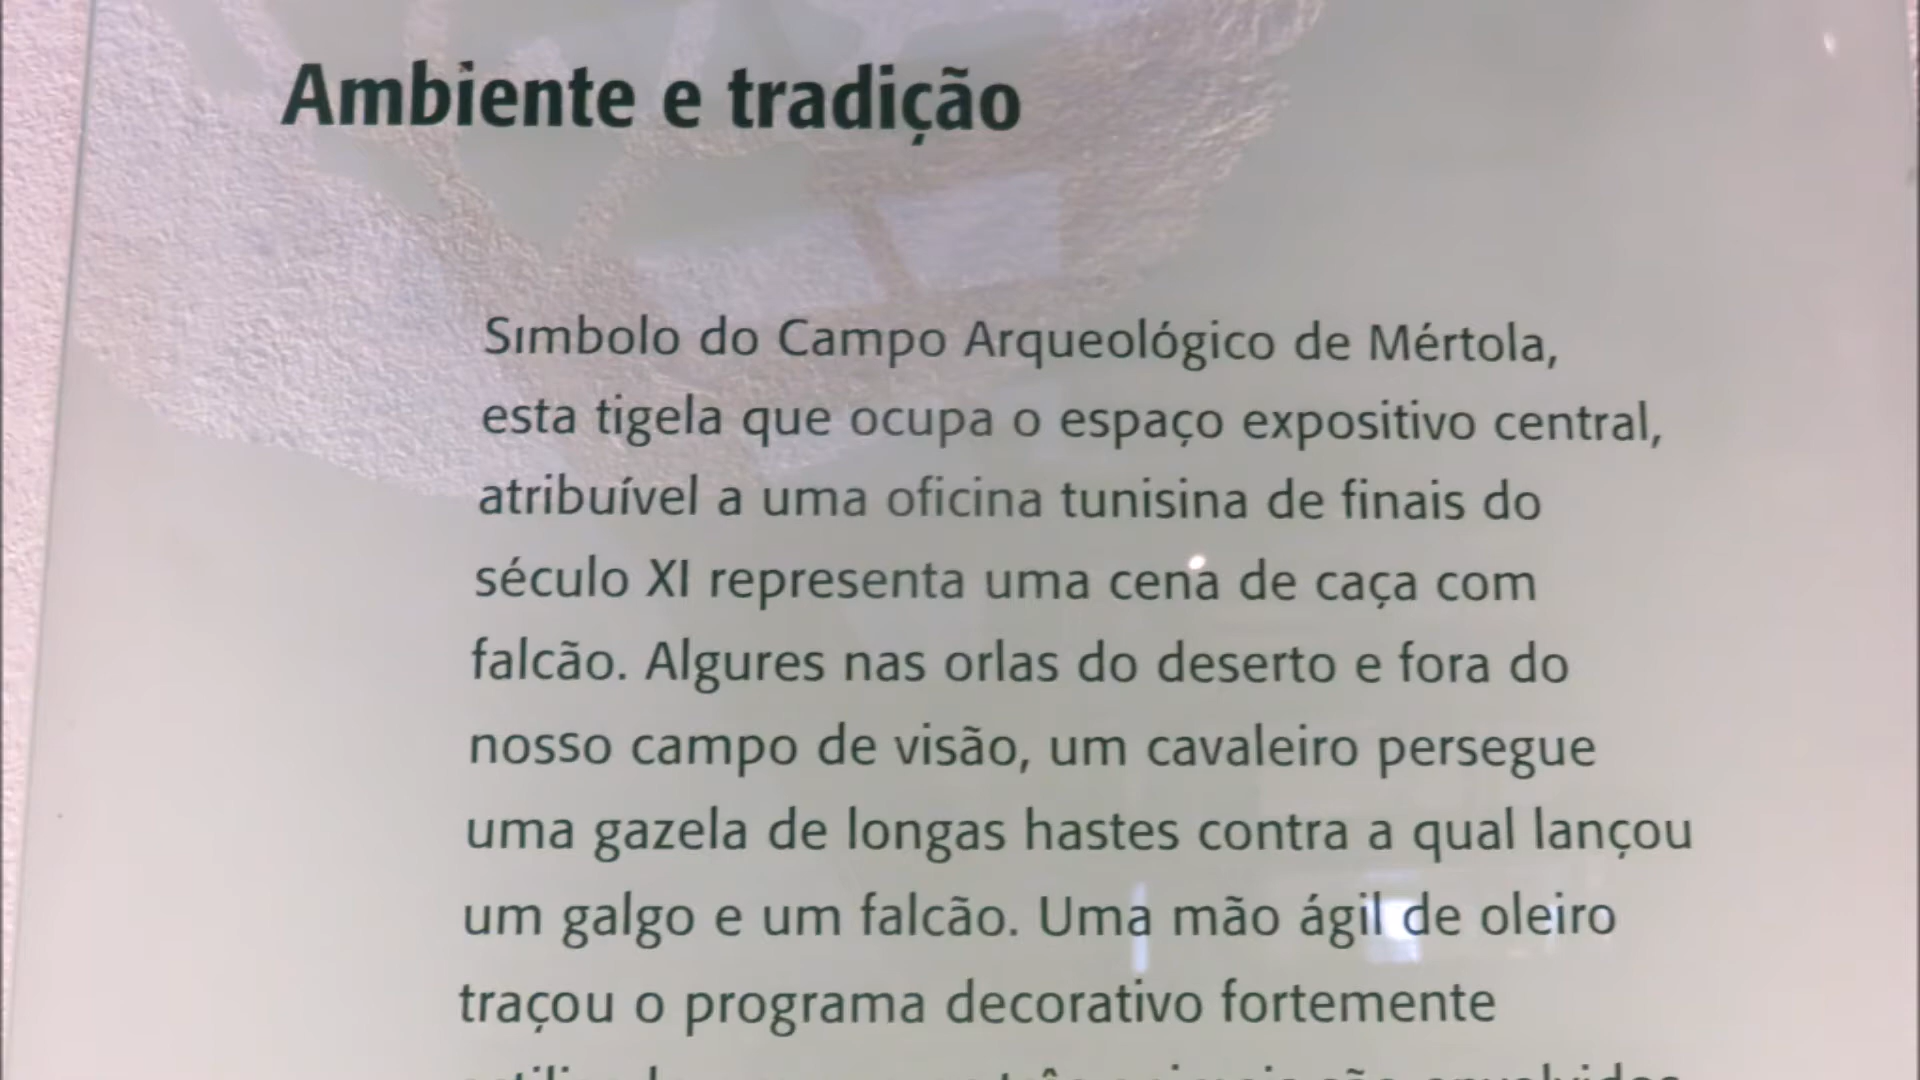 Ambiente e tradição
Símbolo do Campo Arqueológico de Mértola,
esta tigela que ocupa o espaço expositivo central,
atribuível a uma oficina tunisina de finais do
século XI representa uma cena de caça com
falcão. Algures nas orlas do deserto e fora do
nosso campo de visão, um cavaleiro persegue
uma gazela de longas hastes contra a qual lançou
um galgo e um falcão. Uma mão ágil de oleiro
traçou o programa decorativo fortemente